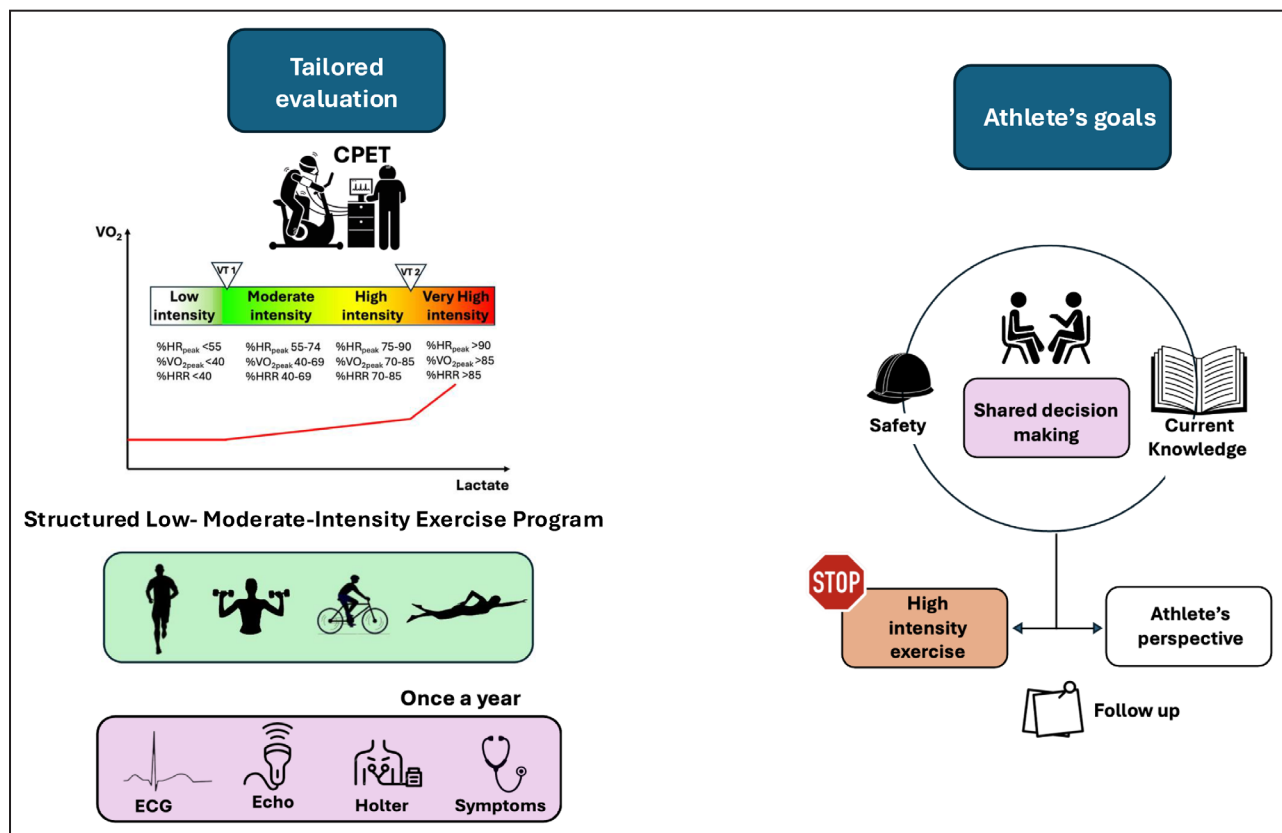 Tailored
evaluation
CPET
VO₂
VT 1
VT 2
Low
intensity
Moderate
intensity
High
intensity
Very High
intensity
%HRpeak <55
%VO2peak <40
%HRR <40
%HRpeak 55-74
%VO2peak 40-69
%HRR 40-69
%HRpeak 75-90
%VO2peak 70-85
%HRR 70-85
%HRpeak >90
%VO2peak >85
%HRR >85
Lactate
Structured Low- Moderate-Intensity Exercise Program
Once a year
ECG
Echo
Holter
Symptoms
Athlete’s goals
Safety
Shared decision
making
Current
Knowledge
STOP
High
intensity
exercise
Athlete’s
perspective
Follow up